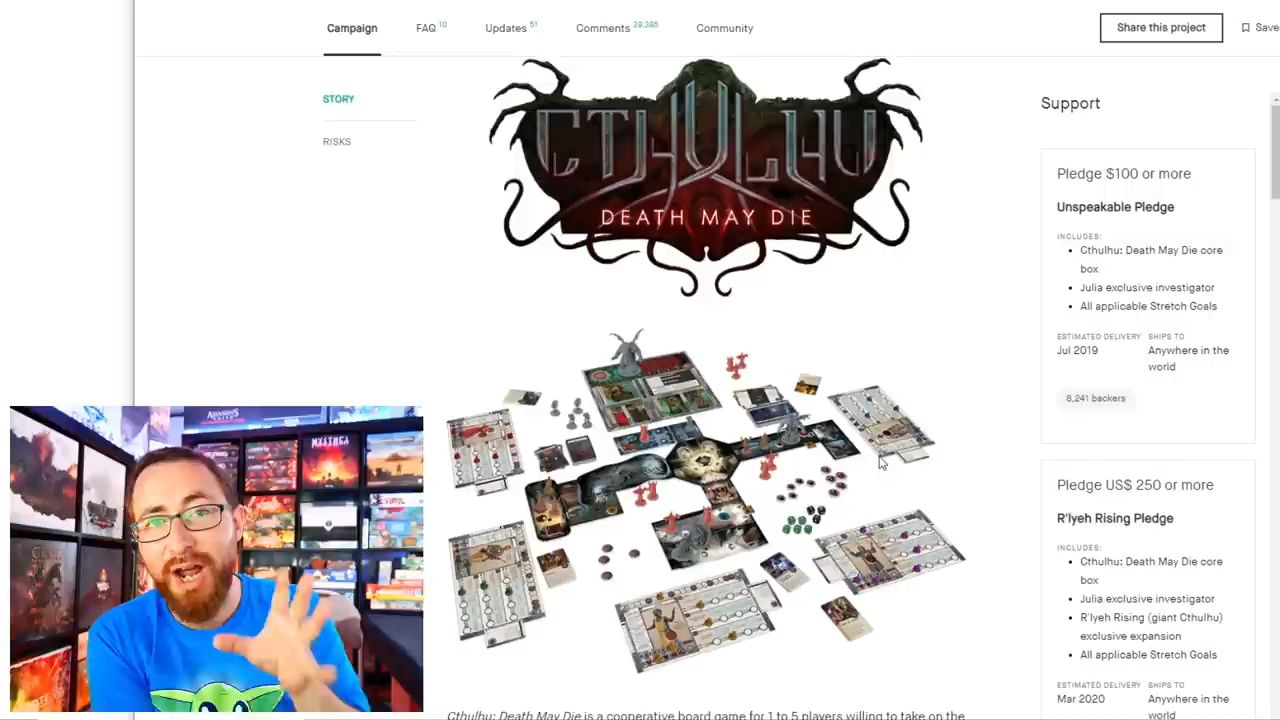 Campaign
FAQ 10
Updates 51
Comments 29,385
Community
Share this project
Save
STORY
RISKS
CTHULHU
DEATH MAY DIE
Support
Pledge $100 or more
Unspeakable Pledge
INCLUDES:
• Cthulhu: Death May Die core
box
• Julia exclusive investigator
• All applicable Stretch Goals
ESTIMATED DELIVERY SHIPS TO
Jul 2019 Anywhere in the
world
8,241 backers
Pledge US$ 250 or more
R'lyeh Rising Pledge
INCLUDES:
• Cthulhu: Death May Die core
box
• Julia exclusive investigator
• R'lyeh Rising (giant Cthulhu)
exclusive expansion
• All applicable Stretch Goals
ESTIMATED DELIVERY SHIPS TO
Mar 2020 Anywhere in the
world
Cthulhu: Death May Die is a cooperative board game for 1 to 5 players willing to take on the
ASSASSIN'S
MYSTHEA